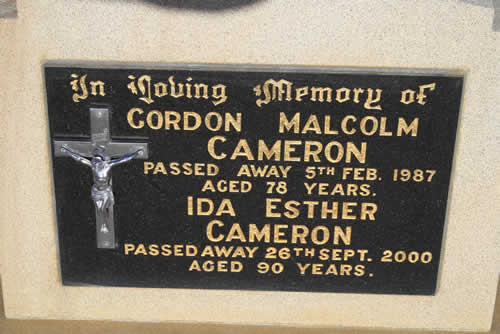 In Loving Memory of
GORDON MALCOLM
CAMERON
PASSED AWAY 5TH FEB. 1987
AGED 78 YEARS.
IDA ESTHER
CAMERON
PASSED AWAY 26TH SEPT. 2000
AGED 90 YEARS.